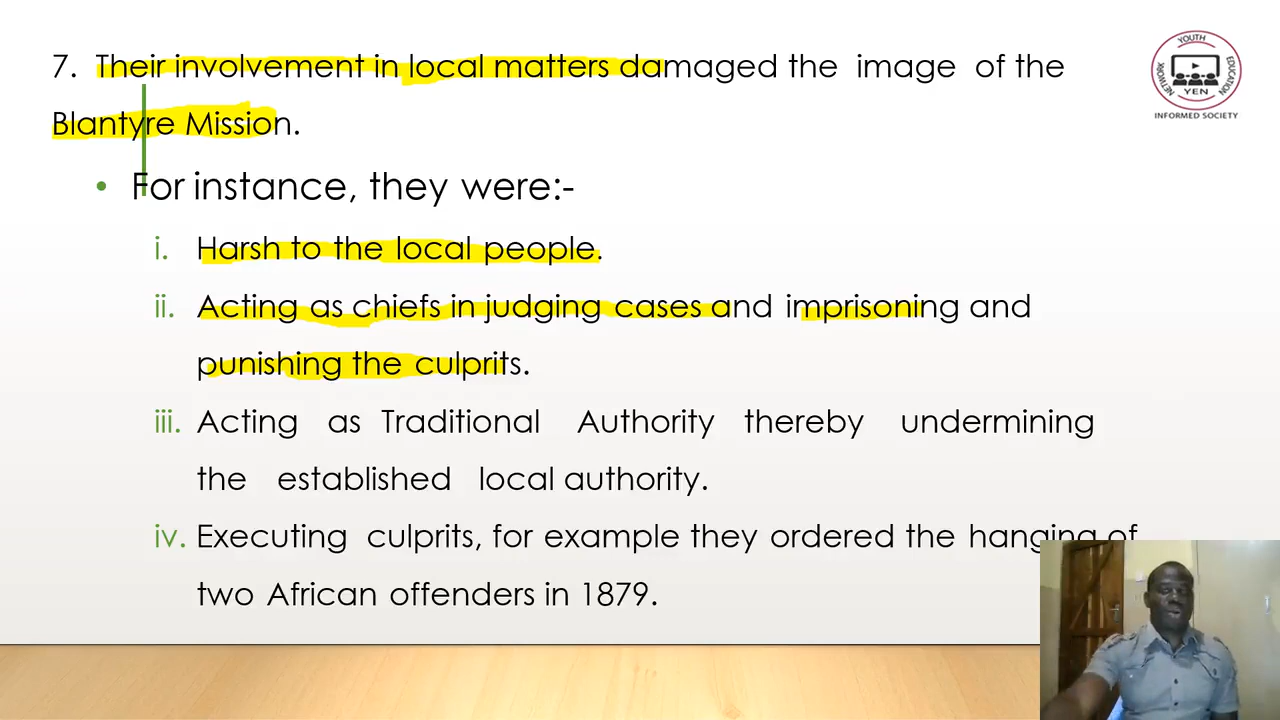 7. Their involvement in local matters damaged the image of the
Blantyre Mission.
• For instance, they were:-
i. Harsh to the local people.
ii. Acting as chiefs in judging cases and imprisoning and
punishing the culprits.
iii. Acting as Traditional Authority thereby undermining
the established local authority.
iv. Executing culprits, for example they ordered the hanging of
two African offenders in 1879.
YOUTH
EDUCATION
NETWORK
YEN
INFORMED SOCIETY